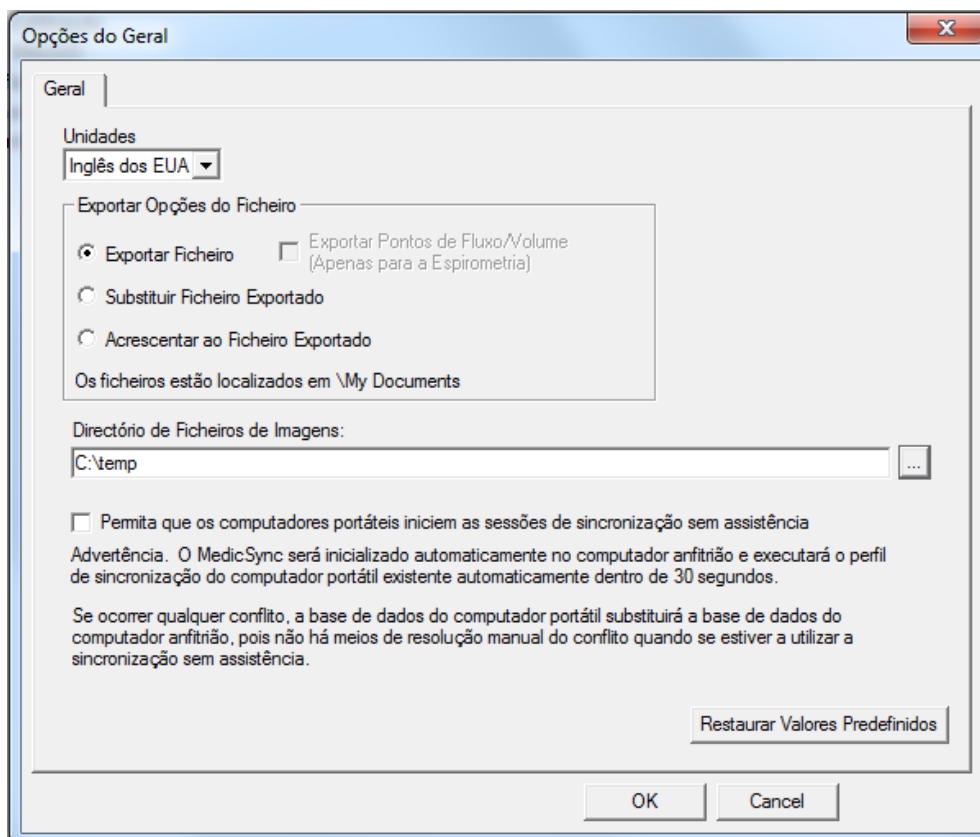 Opções do Geral
Geral
Unidades
Inglês dos EUA
Exportar Opções do Ficheiro
Exportar Ficheiro
Exportar Pontos de Fluxo/Volume
(Apenas para a Espirometria)
Substituir Ficheiro Exportado
Acrescentar ao Ficheiro Exportado
Os ficheiros estão localizados em \My Documents
Directório de Ficheiros de Imagens:
C:\temp
...
Permita que os computadores portáteis iniciem as sessões de sincronização sem assistência
Advertência.  O MedicSync será inicializado automaticamente no computador anfitrião e executará o perfil
de sincronização do computador portátil existente automaticamente dentro de 30 segundos.
Se ocorrer qualquer conflito, a base de dados do computador portátil substituirá a base de dados do
computador anfitrião, pois não há meios de resolução manual do conflito quando se estiver a utilizar a
sincronização sem assistência.
Restaurar Valores Predefinidos
OK
Cancel